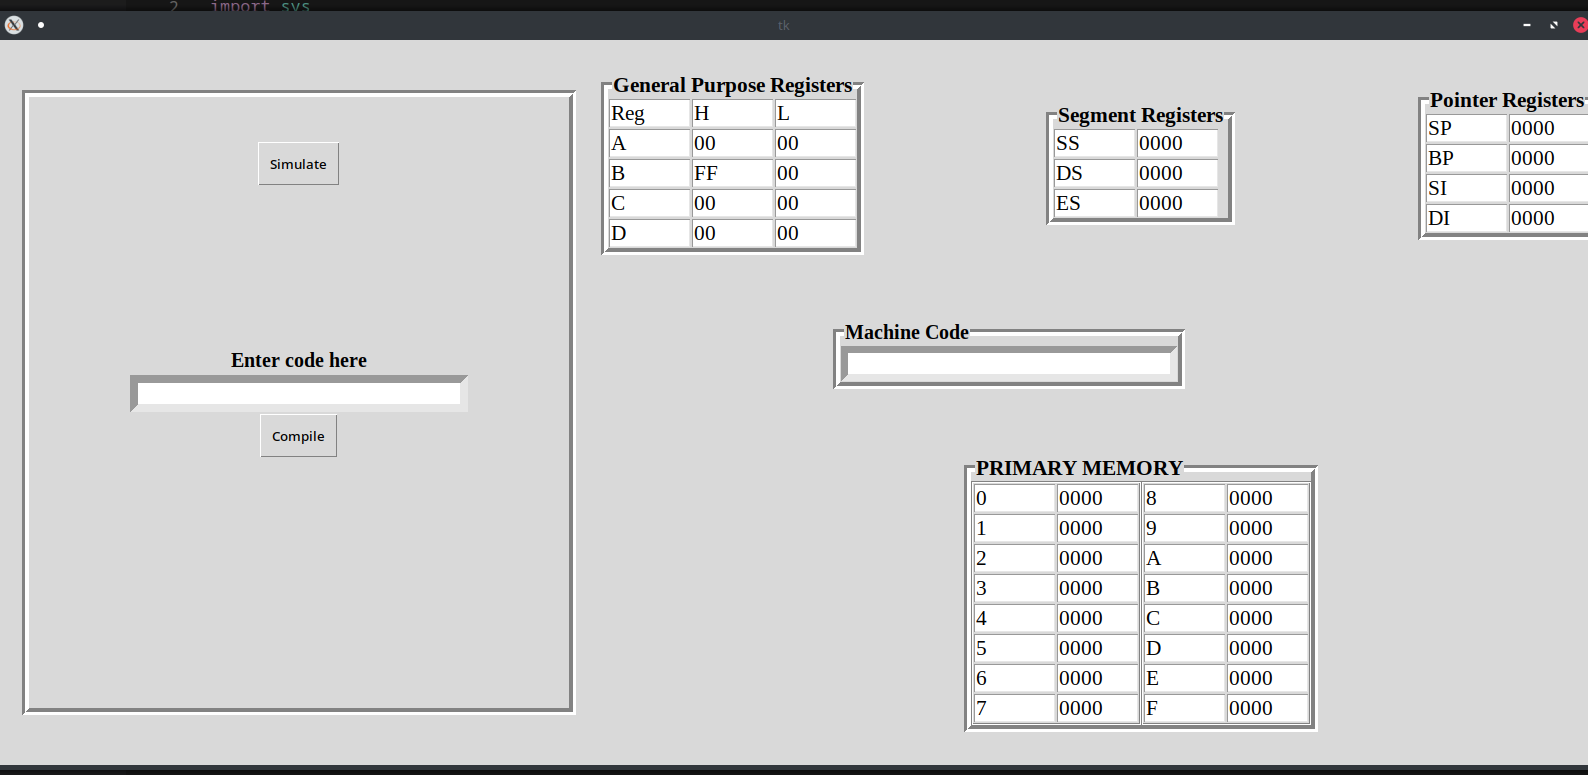 2 import sys
tk
Simulate
Enter code here
Compile
General Purpose Registers
Reg H L
A 00 00
B FF 00
C 00 00
D 00 00
Segment Registers
SS 0000
DS 0000
ES 0000
Pointer Registers
SP 0000
BP 0000
SI 0000
DI 0000
Machine Code
PRIMARY MEMORY
0 0000 8 0000
1 0000 9 0000
2 0000 A 0000
3 0000 B 0000
4 0000 C 0000
5 0000 D 0000
6 0000 E 0000
7 0000 F 0000